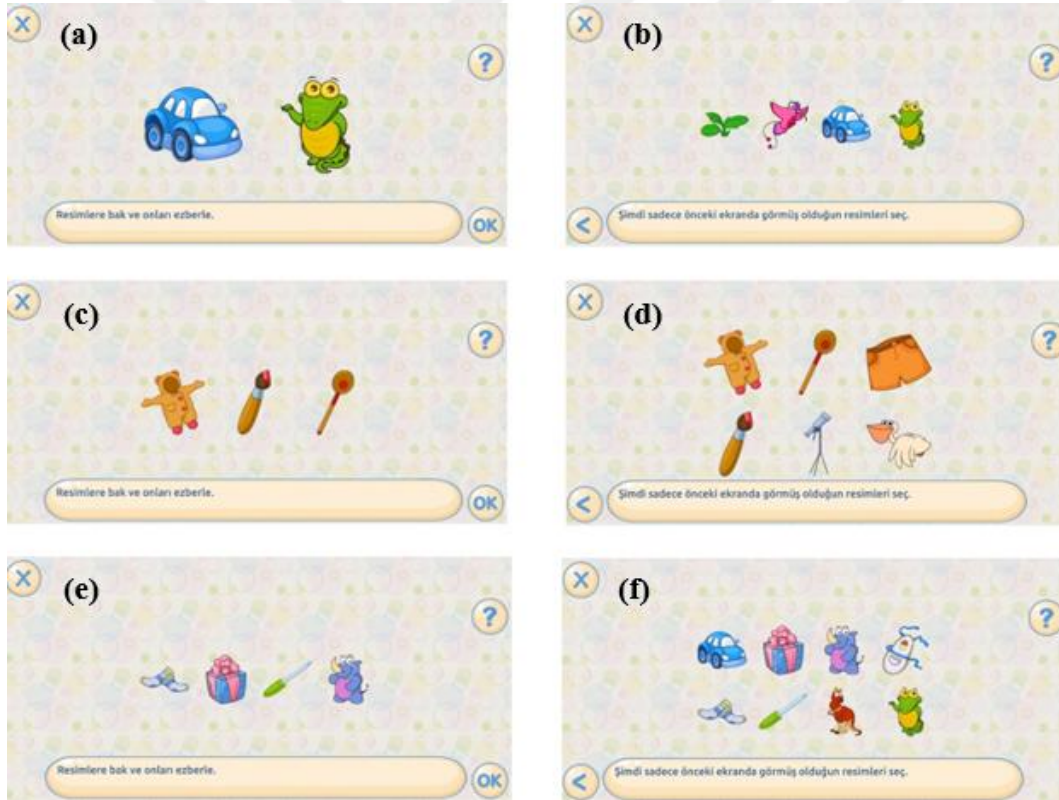 X
(a)
?
Resimlere bak ve onları ezberle.
OK
X
(b)
?
<
Şimdi sadece önceki ekranda görmüş olduğun resimleri seç.
X
(c)
?
Resimlere bak ve onları ezberle.
OK
X
(d)
?
<
Şimdi sadece önceki ekranda görmüş olduğun resimleri seç.
X
(e)
?
Resimlere bak ve onları ezberle.
OK
X
(f)
?
<
Şimdi sadece önceki ekranda görmüş olduğun resimleri seç.